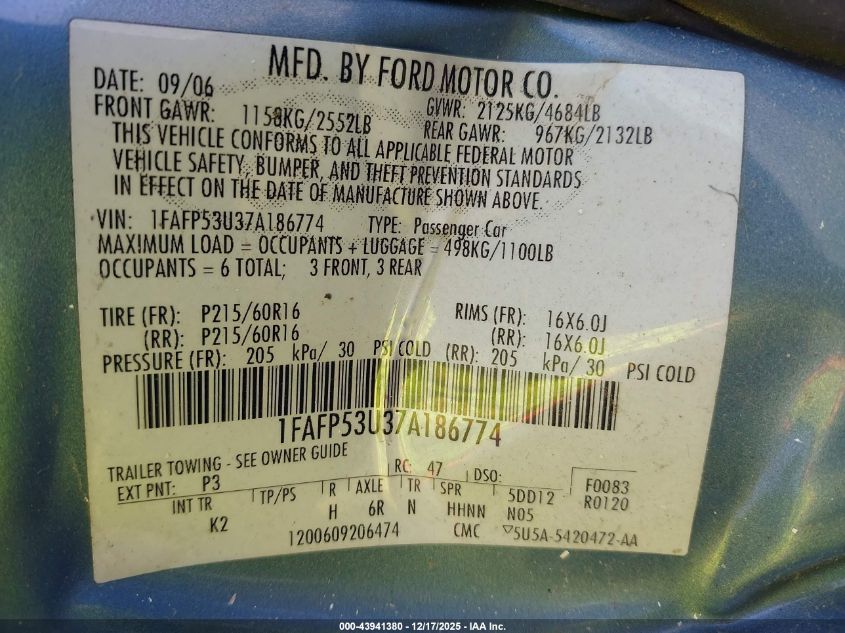 MFD. BY FORD MOTOR CO.
DATE: 09/06 GVWR: 2125KG/4684LB
FRONT GAWR: 1158KG/2552LB REAR GAWR: 967KG/2132LB
THIS VEHICLE CONFORMS TO ALL APPLICABLE FEDERAL MOTOR
VEHICLE SAFETY, BUMPER, AND THEFT PREVENTION STANDARDS
IN EFFECT ON THE DATE OF MANUFACTURE SHOWN ABOVE.
VIN: 1FAFP53U37A186774 TYPE: Passenger Car
MAXIMUM LOAD = OCCUPANTS + LUGGAGE = 498KG/1100LB
OCCUPANTS = 6 TOTAL; 3 FRONT, 3 REAR
TIRE (FR): P215/60R16 RIMS (FR): 16X6.0J
(RR): P215/60R16 (RR): 16X6.0J
PRESSURE (FR): 205 kPa/ 30 PSI COLD (RR): 205 kPa/ 30 PSI COLD
1FAFP53U37A186774
TRAILER TOWING - SEE OWNER GUIDE RC: 47 DSO: F0083
EXT PNT: P3 R0120
INT TR TP/PS R AXLE TR SPR 5DD12
K2 H 6R N HHNN N05
1200609206474 CMC ▽5U5A-5420472-AA
000-43941380 - 12/17/2025 - IAA Inc.